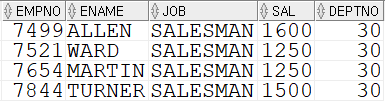 EMPNO ENAME JOB SAL DEPTNO
7499 ALLEN SALESMAN 1600 30
7521 WARD SALESMAN 1250 30
7654 MARTIN SALESMAN 1250 30
7844 TURNER SALESMAN 1500 30